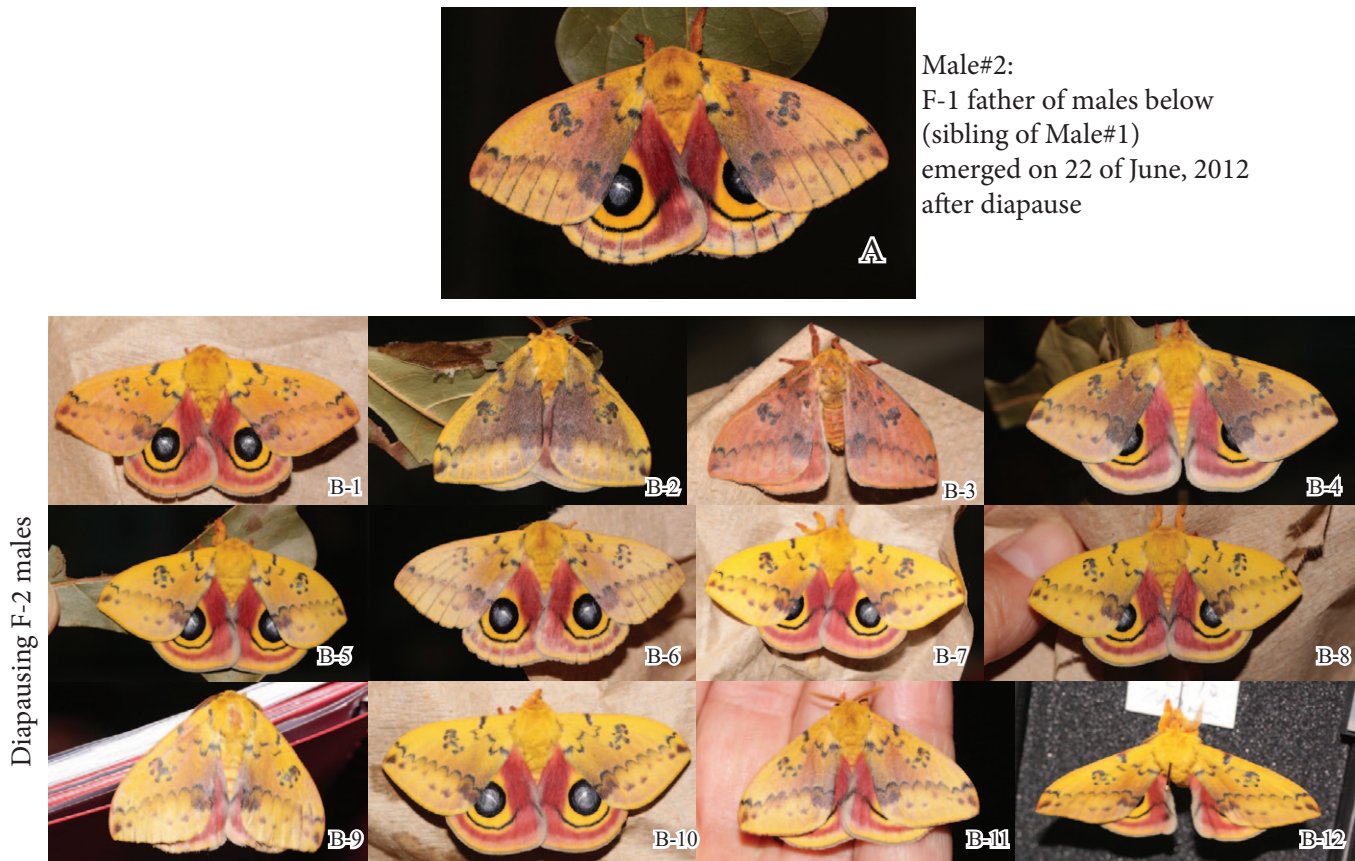 Male#2:
F-1 father of males below
(sibling of Male#1)
emerged on 22 of June, 2012
after diapause
A
Diapausing F-2 males
B-1
B-2
B-3
B-4
B-5
B-6
B-7
B-8
B-9
B-10
B-11
B-12